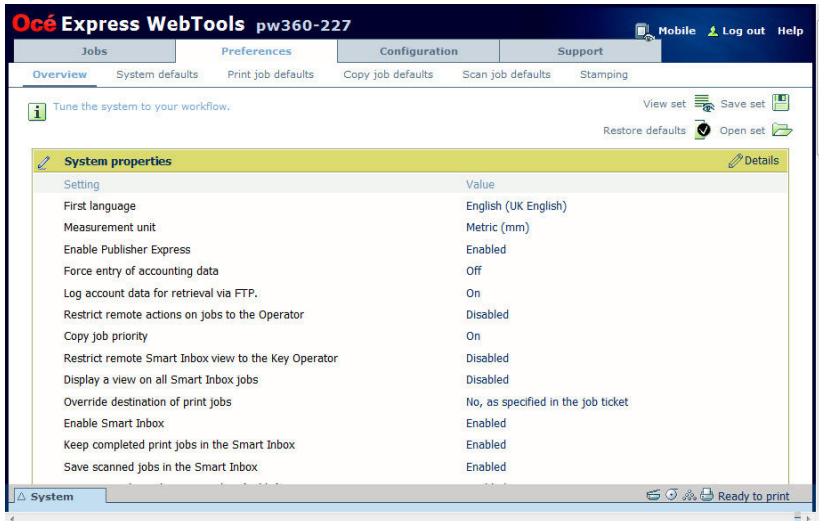 Océ Express WebTools pw360-227
Mobile Log out Help
Jobs Preferences Configuration Support
Overview System defaults Print job defaults Copy job defaults Scan job defaults Stamping
i Tune the system to your workflow.
View set Save set
Restore defaults Open set
System properties Details
Setting Value
First language English (UK English)
Measurement unit Metric (mm)
Enable Publisher Express Enabled
Force entry of accounting data Off
Log account data for retrieval via FTP. On
Restrict remote actions on jobs to the Operator Disabled
Copy job priority On
Restrict remote Smart Inbox view to the Key Operator Disabled
Display a view on all Smart Inbox jobs Disabled
Override destination of print jobs No, as specified in the job ticket
Enable Smart Inbox Enabled
Keep completed print jobs in the Smart Inbox Enabled
Save scanned jobs in the Smart Inbox Enabled
System Ready to print